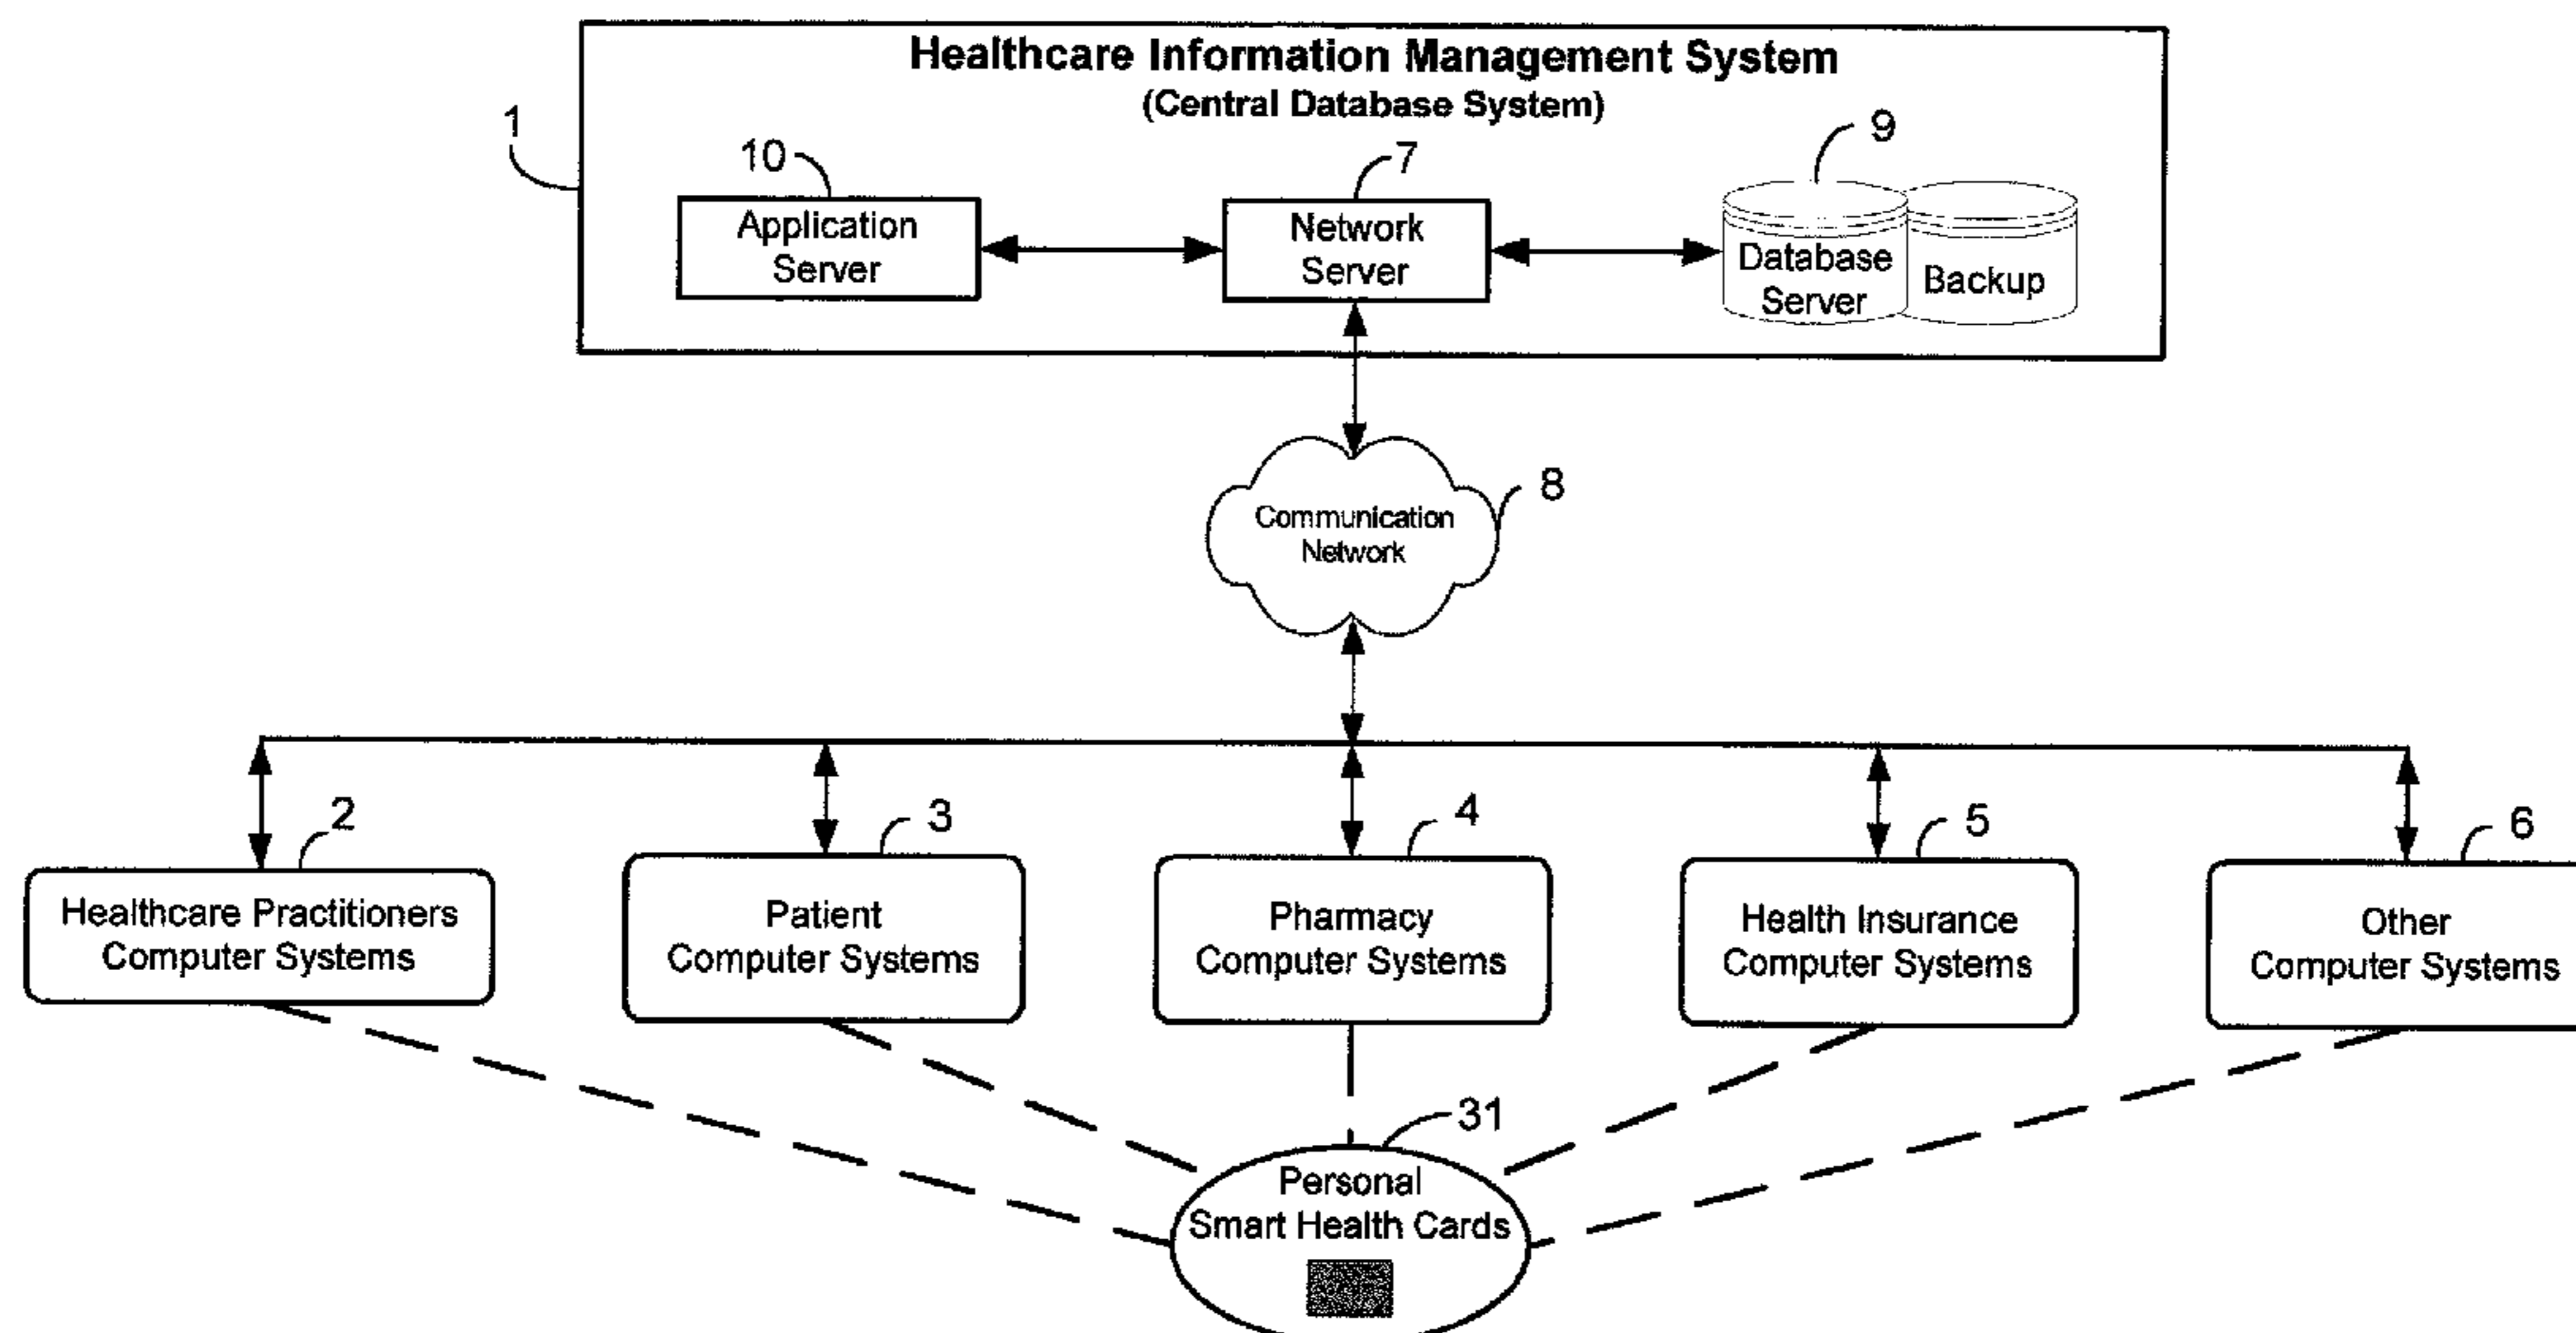 Healthcare Information Management System
(Central Database System)
1
10
7
9
Application
Server
Network
Server
Database
Server
Backup
8
Communication
Network
2
3
4
5
6
Healthcare Practitioners
Computer Systems
Patient
Computer Systems
Pharmacy
Computer Systems
Health Insurance
Computer Systems
Other
Computer Systems
31
Personal
Smart Health Cards